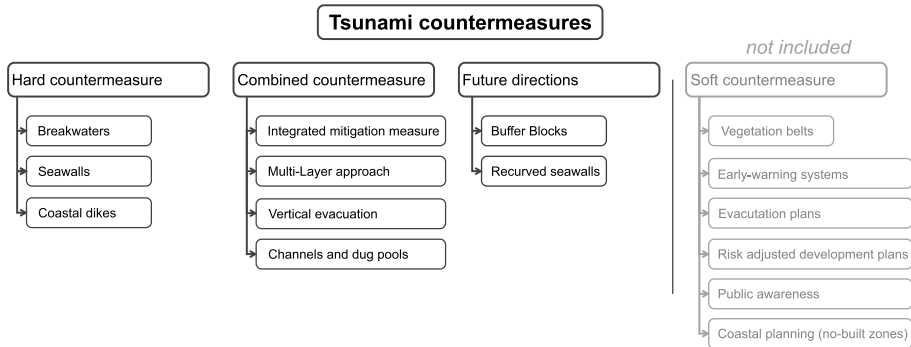 Tsunami countermeasures
Hard countermeasure
Breakwaters
Seawalls
Coastal dikes
Combined countermeasure
Integrated mitigation measure
Multi-Layer approach
Vertical evacuation
Channels and dug pools
Future directions
Buffer Blocks
Recurved seawalls
not included
Soft countermeasure
Vegetation belts
Early-warning systems
Evacutation plans
Risk adjusted development plans
Public awareness
Coastal planning (no-built zones)